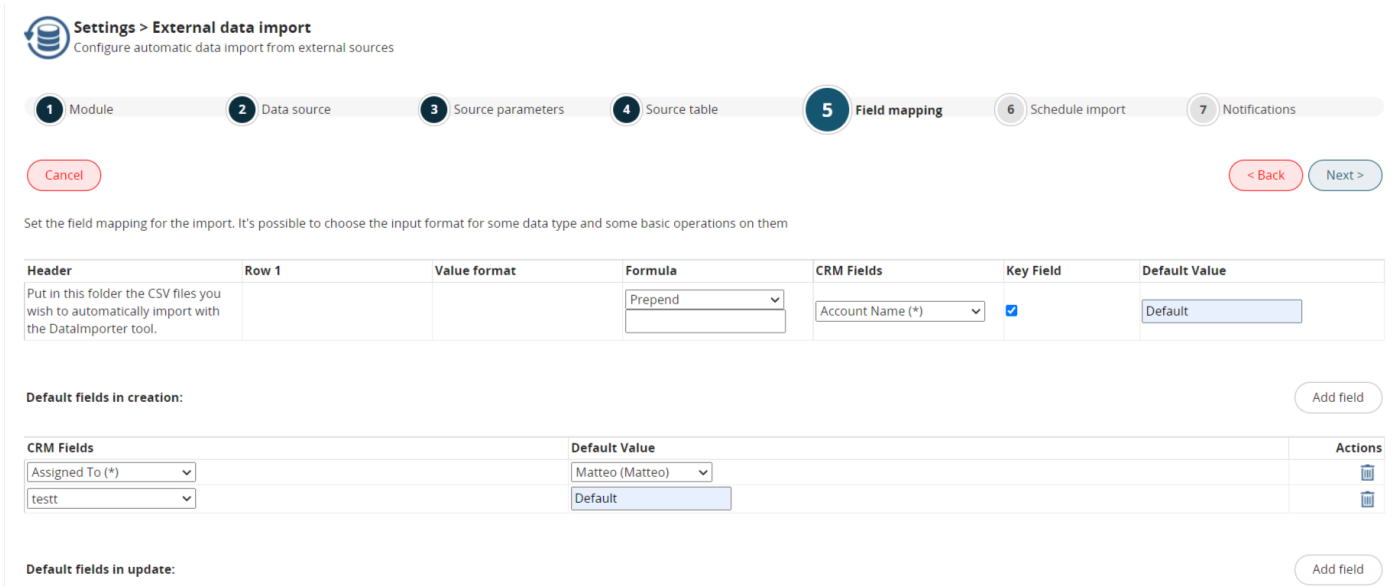 Settings > External data import
Configure automatic data import from external sources
1 Module 2 Data source 3 Source parameters 4 Source table 5 Field mapping 6 Schedule import 7 Notifications
Cancel < Back Next >
Set the field mapping for the import. It's possible to choose the input format for some data type and some basic operations on them
Header Row 1 Value format Formula CRM Fields Key Field Default Value
Put in this folder the CSV files you
wish to automatically import with
the DataImporter tool.
Prepend
Account Name (*)
Default
Default fields in creation: Add field
CRM Fields Default Value Actions
Assigned To (*) Matteo (Matteo)
testt Default
Default fields in update: Add field